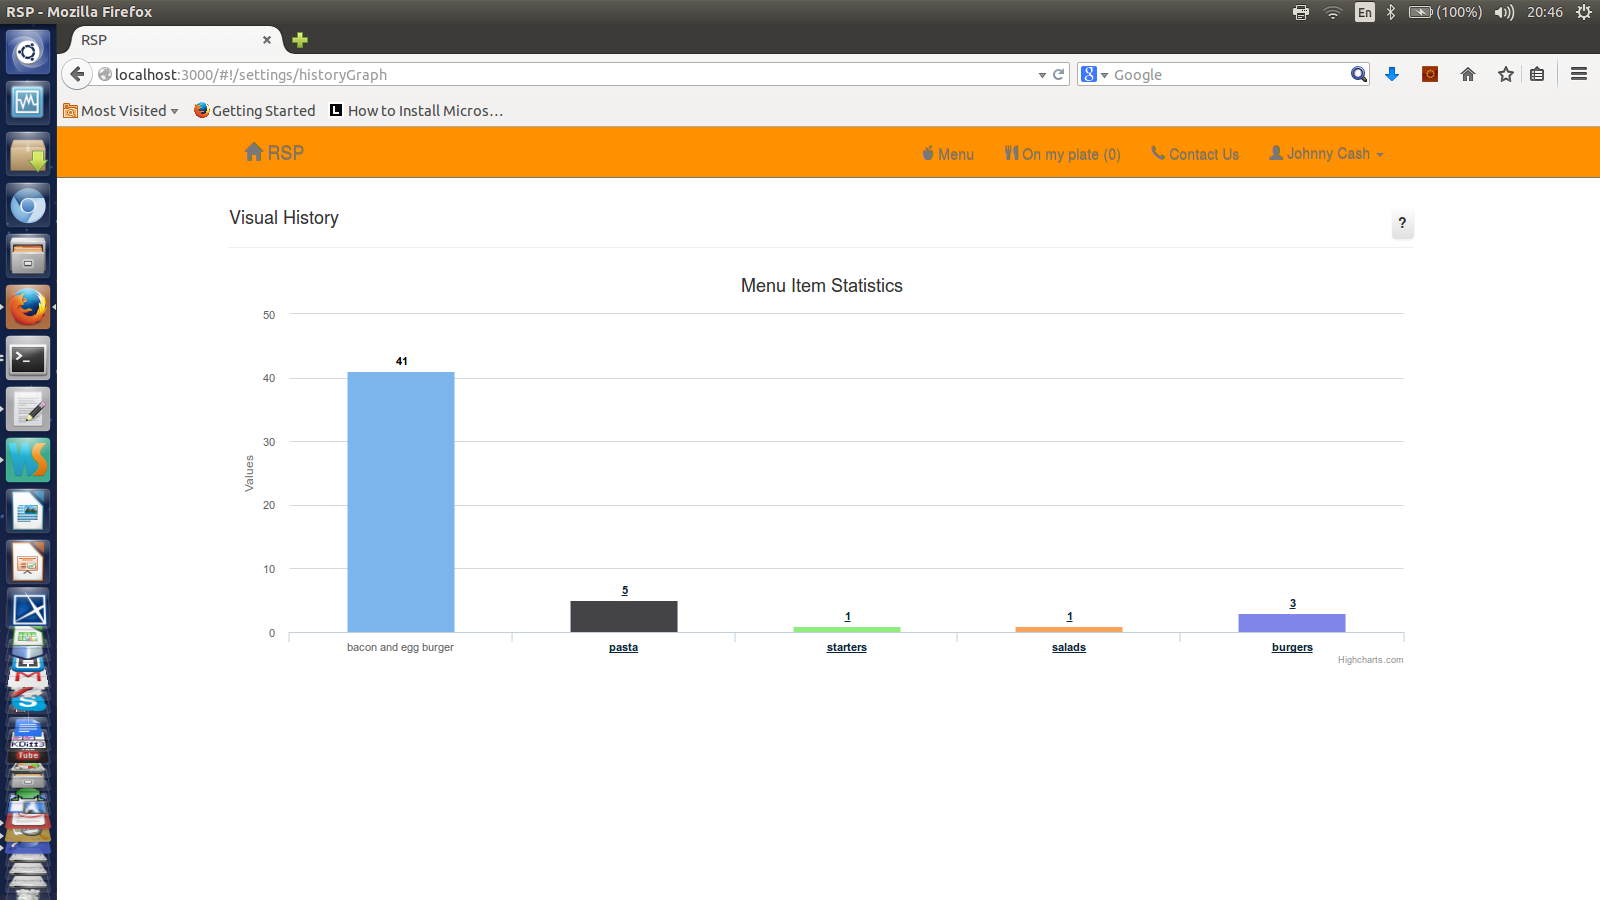 RSP - Mozilla Firefox
En
(100%)
20:46
RSP
localhost:3000/#!/settings/historyGraph
8
Google
Most Visited
Getting Started
L
How to Install Micros...
RSP
Menu
On my plate (0)
Contact Us
Johnny Cash
Visual History
?
Menu Item Statistics
50
41
40
30
Values
20
10
5
1
1
3
0
bacon and egg burger
pasta
starters
salads
burgers
Highcharts.com
>_
WS
S
Tube